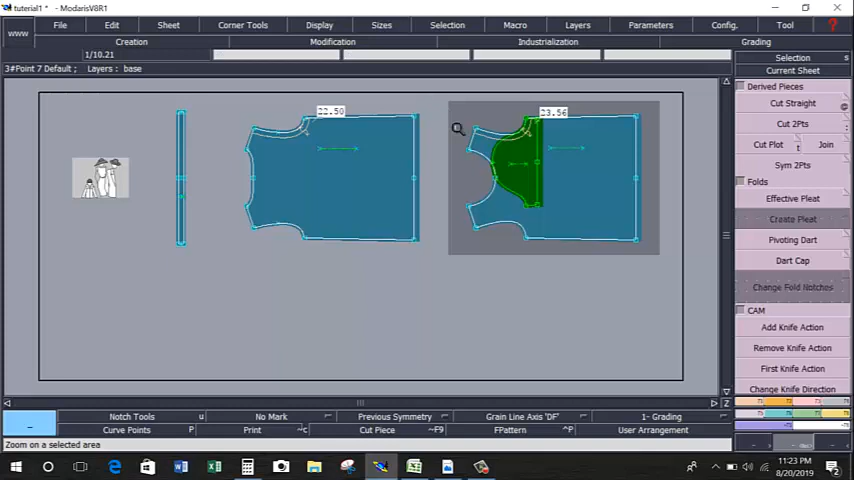 tutorial1 * - ModarisV8R1
WWW
File Edit Sheet Corner Tools Display Sizes Selection Macro Layers Parameters Config. Tool ?
Creation Modification Industrialization Grading
1/10.21
3#Point 7 Default ; Layers : base
Selection s
Current Sheet
Derived Pieces
Cut Straight @
Cut 2Pts :
Cut Plot t Join
Sym 2Pts
Folds
Effective Pleat
Create Pleat
Pivoting Dart
Dart Cap
Change Fold Notches
CAM
Add Knife Action
Remove Knife Action
First Knife Action
Change Knife Direction
22.50
23.56
Z
Notch Tools u No Mark Previous Symmetry Grain Line Axis 'DF' 1- Grading
Curve Points P Print ~c Cut Piece ~F9 FPattern ^P User Arrangement
Zoom on a selected area
11:23 PM
8/20/2019